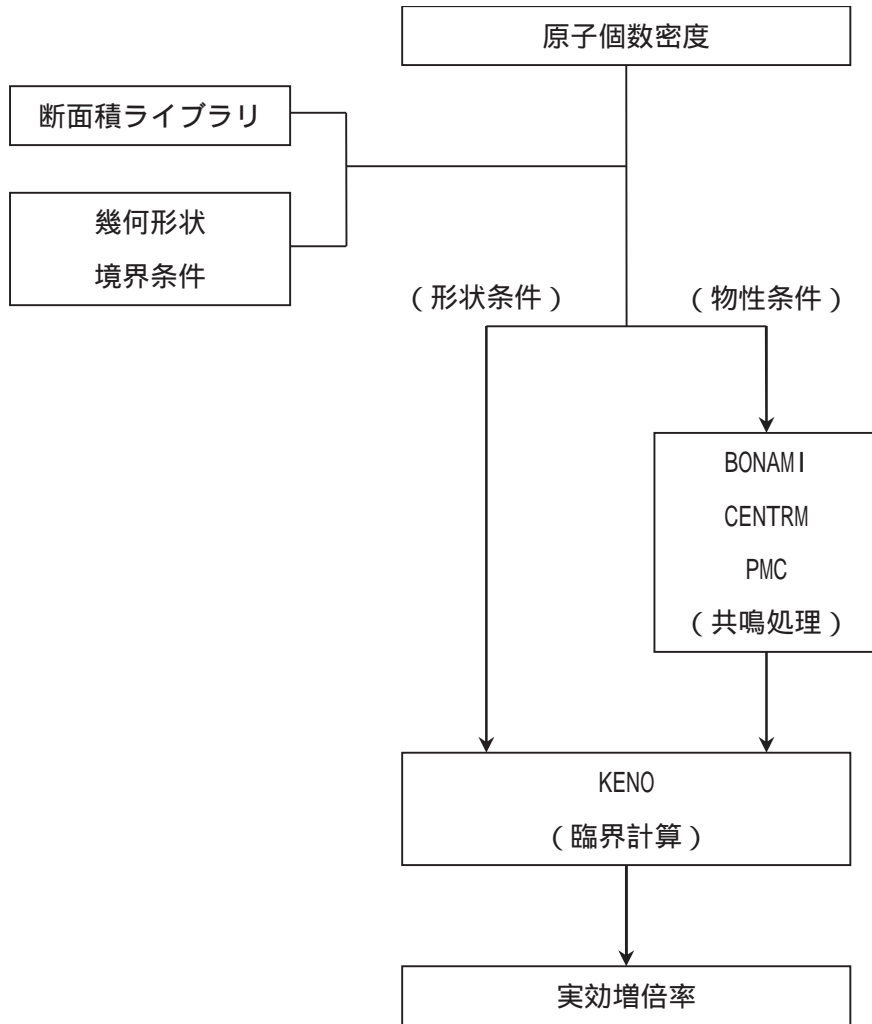 原子個数密度
断面積ライブラリ
幾何形状
境界条件
(形状条件)
(物性条件)
BONAMI
CENTRM
PMC
(共鳴処理)
KENO
(臨界計算)
実効増倍率